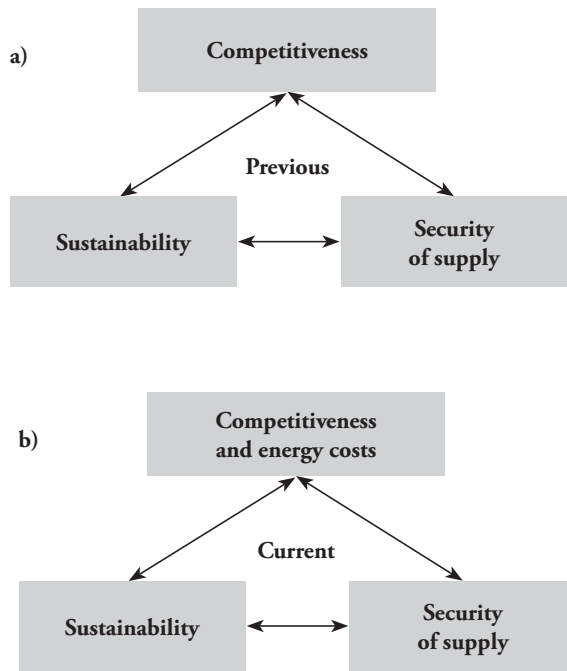 a)
Competitiveness
Previous
Sustainability
Security
of supply
b)
Competitiveness
and energy costs
Current
Sustainability
Security
of supply